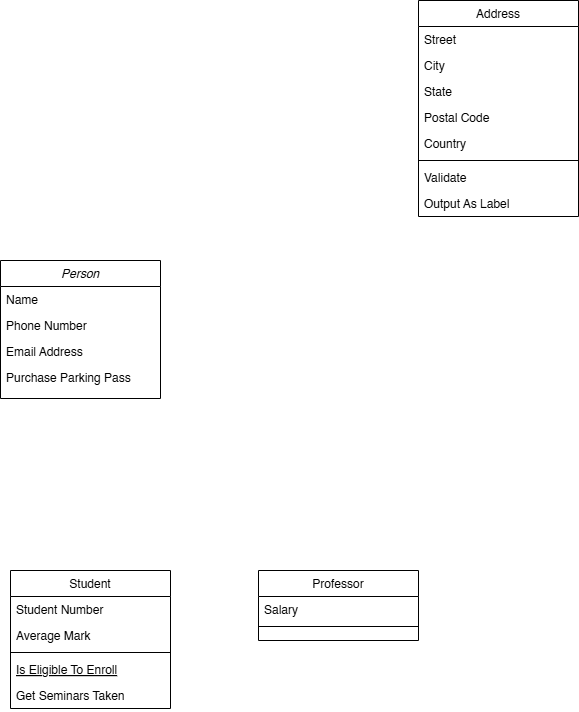 Address
Street
City
State
Postal Code
Country
Validate
Output As Label
Person
Name
Phone Number
Email Address
Purchase Parking Pass
Student
Student Number
Average Mark
Is Eligible To Enroll
Get Seminars Taken
Professor
Salary